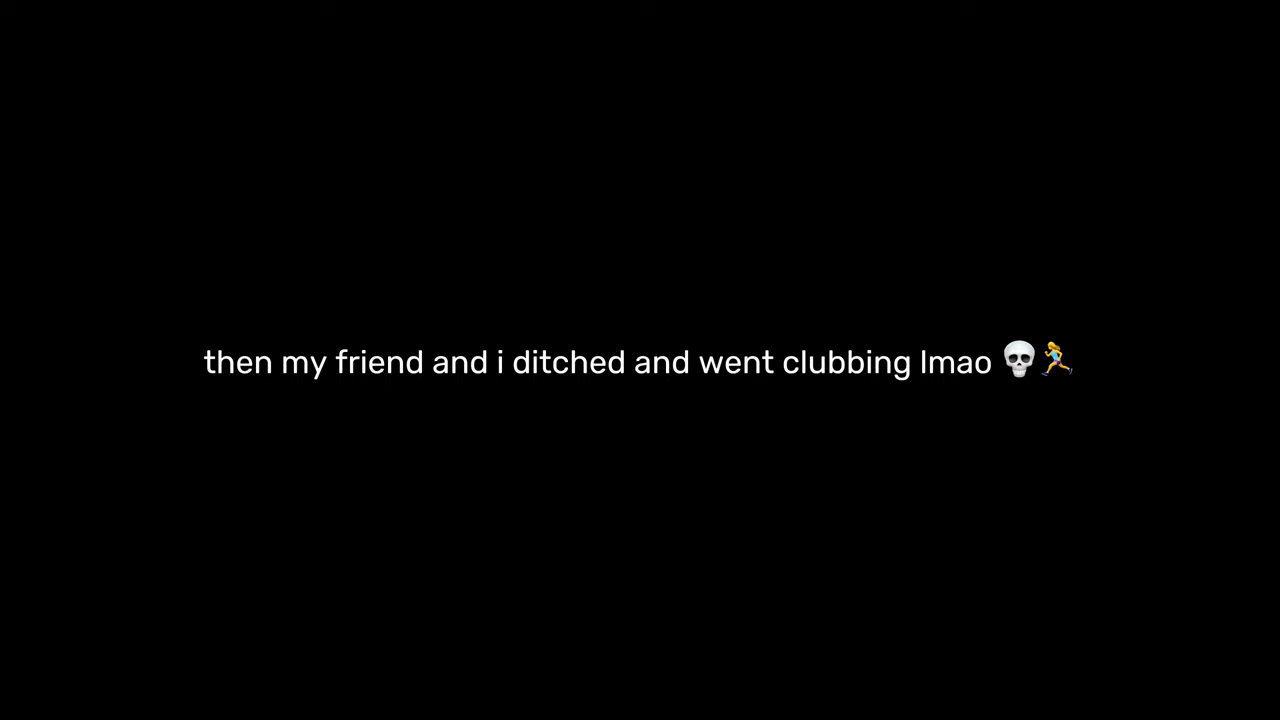 then my friend and i ditched and went clubbing lmao 💀🏃‍♀️